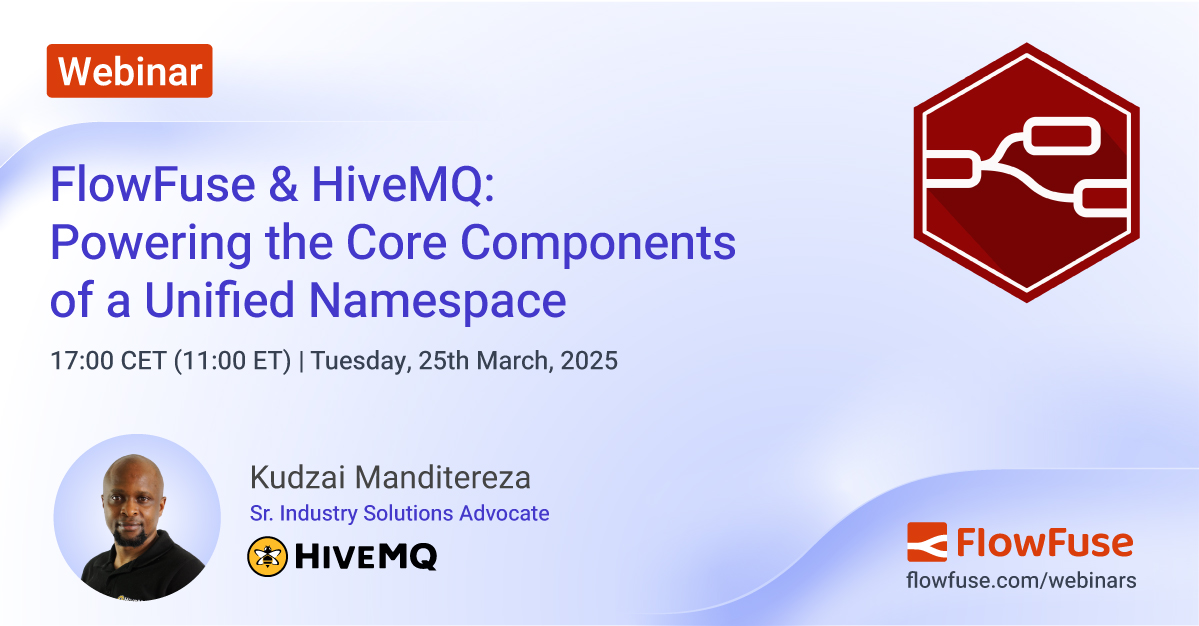 Webinar
FlowFuse & HiveMQ:
Powering the Core Components
of a Unified Namespace
17:00 CET (11:00 ET) | Tuesday, 25th March, 2025
Kudzai Manditereza
Sr. Industry Solutions Advocate
HIVEMQ
FlowFuse
flowfuse.com/webinars